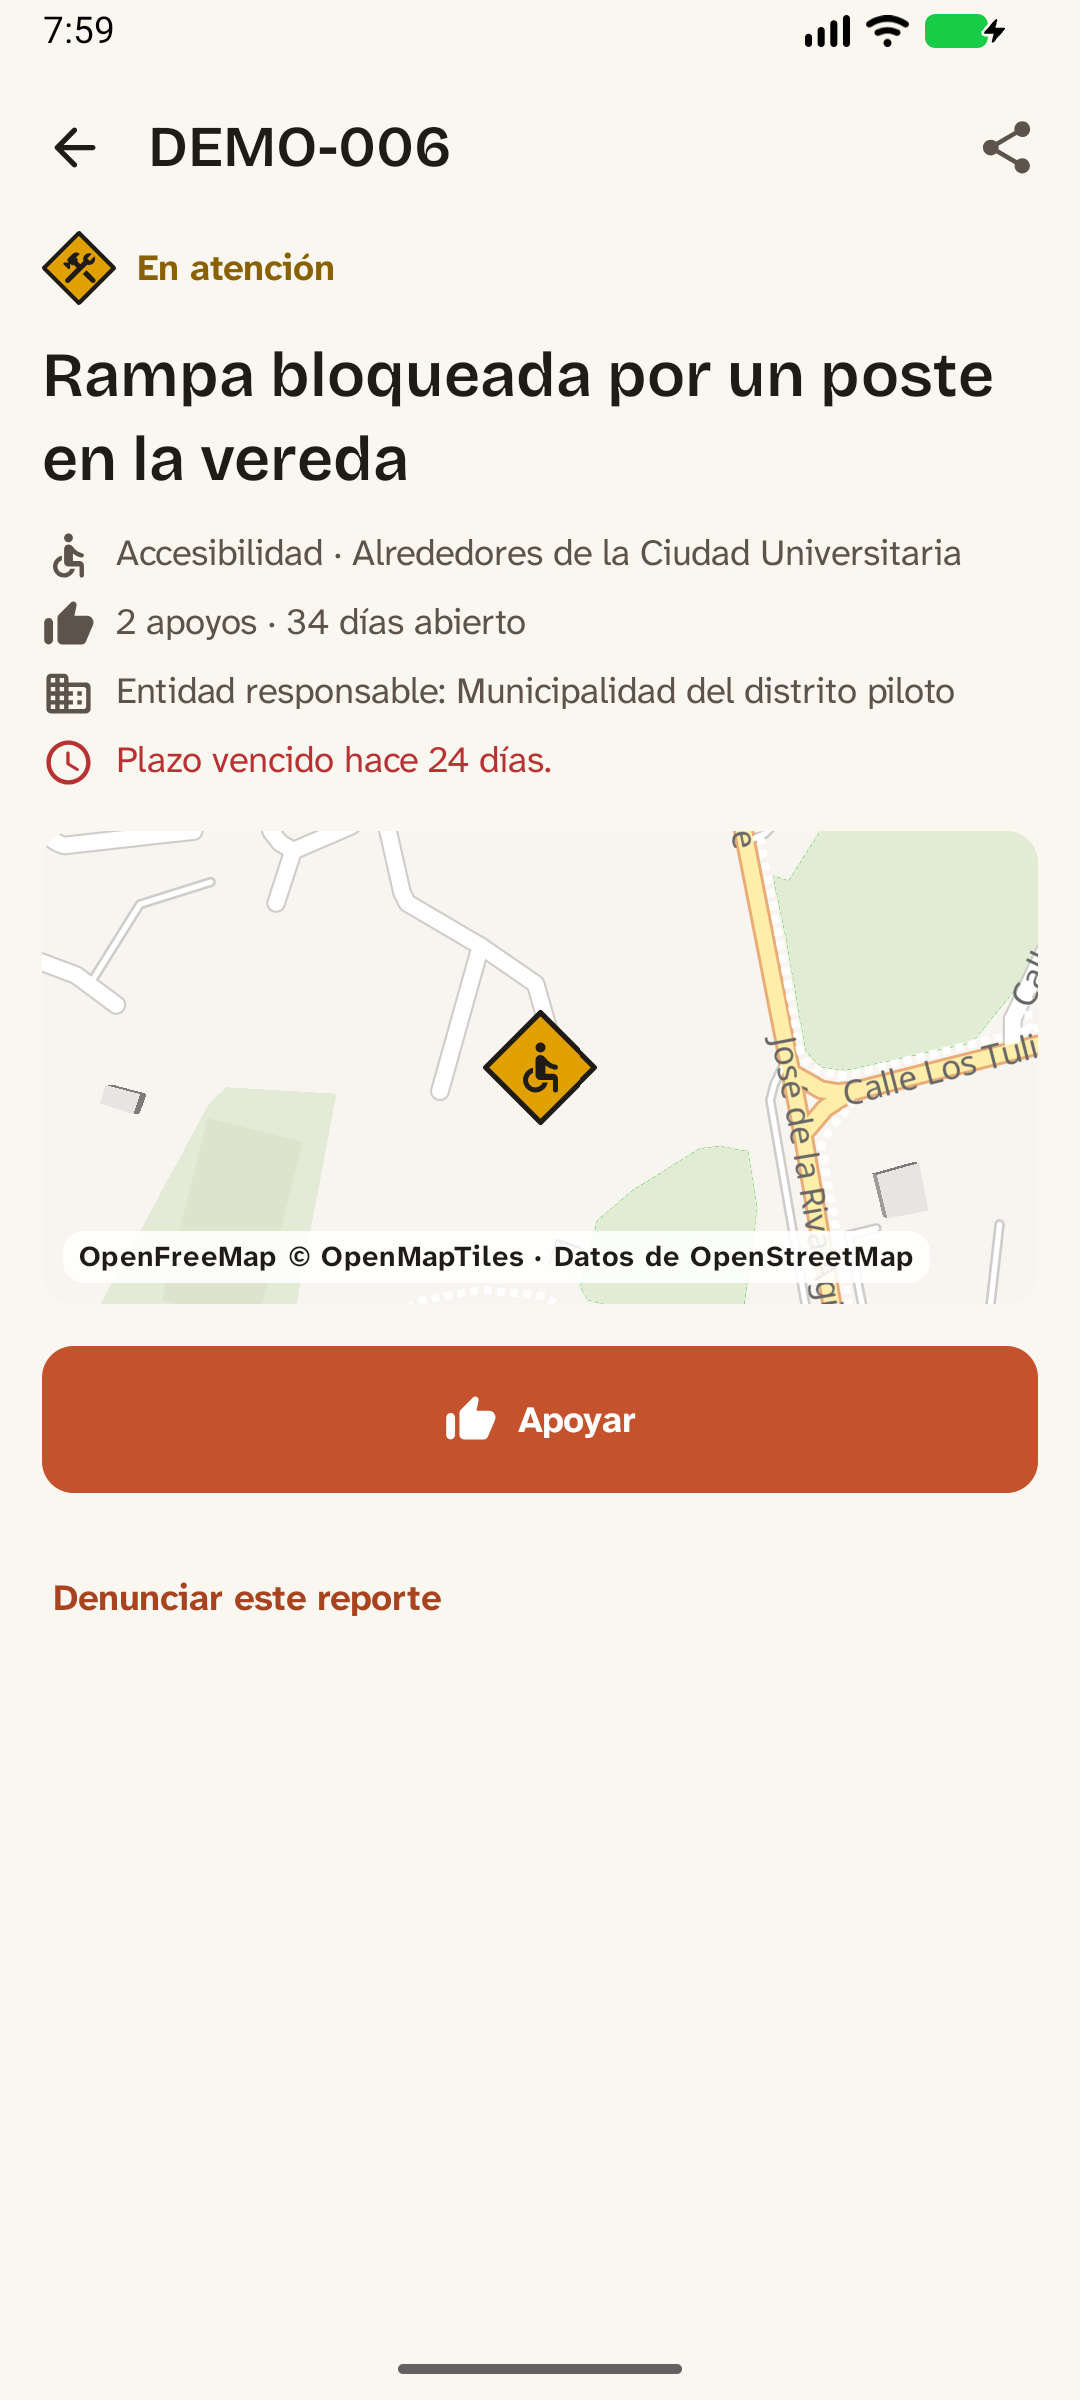 7:59
DEMO-006
En atención
Rampa bloqueada por un poste
en la vereda
Accesibilidad · Alrededores de la Ciudad Universitaria
2 apoyos · 34 días abierto
Entidad responsable: Municipalidad del distrito piloto
Plazo vencido hace 24 días.
e
Call
José de la Riva Agü
Calle Los Tuli
OpenFreeMap © OpenMapTiles · Datos de OpenStreetMap
Apoyar
Denunciar este reporte